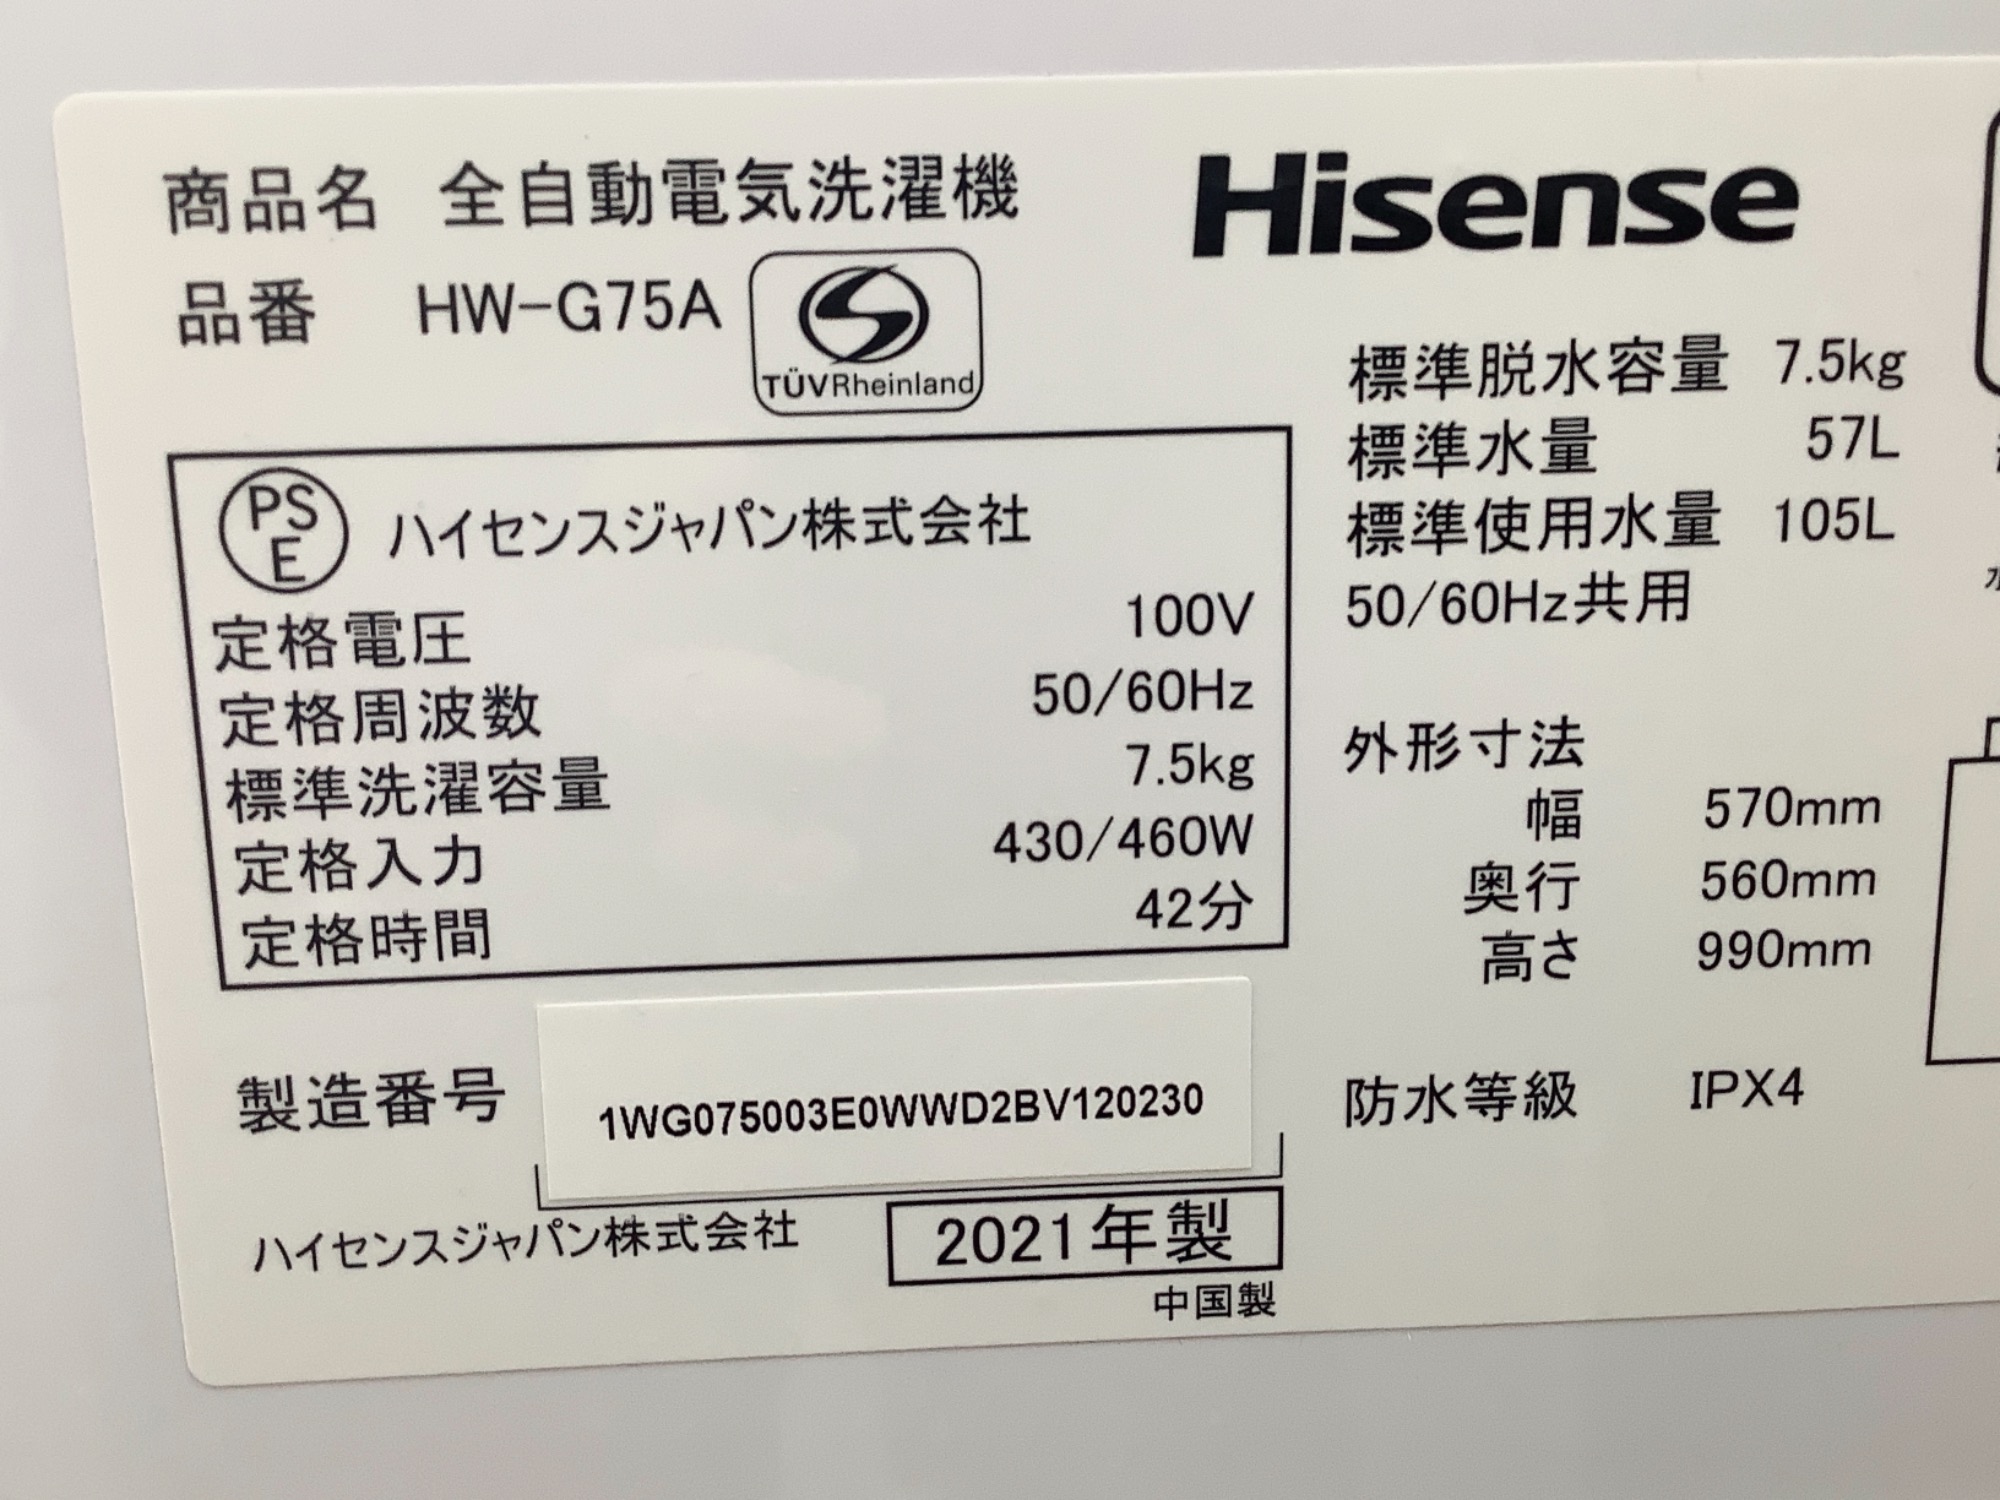 商品名 全自動電気洗濯機
品番 HW-G75A
TÜVRheinland
Hisense
PS
E
ハイセンスジャパン株式会社
定格電圧 100V
定格周波数 50/60Hz
標準洗濯容量 7.5kg
定格入力 430/460W
定格時間 42分
製造番号 1WG075003E0WWD2BV120230
ハイセンスジャパン株式会社
2021年製
中国製
標準脱水容量 7.5kg
標準水量 57L
標準使用水量 105L
50/60Hz共用
外形寸法
幅 570mm
奥行 560mm
高さ 990mm
防水等級 IPX4